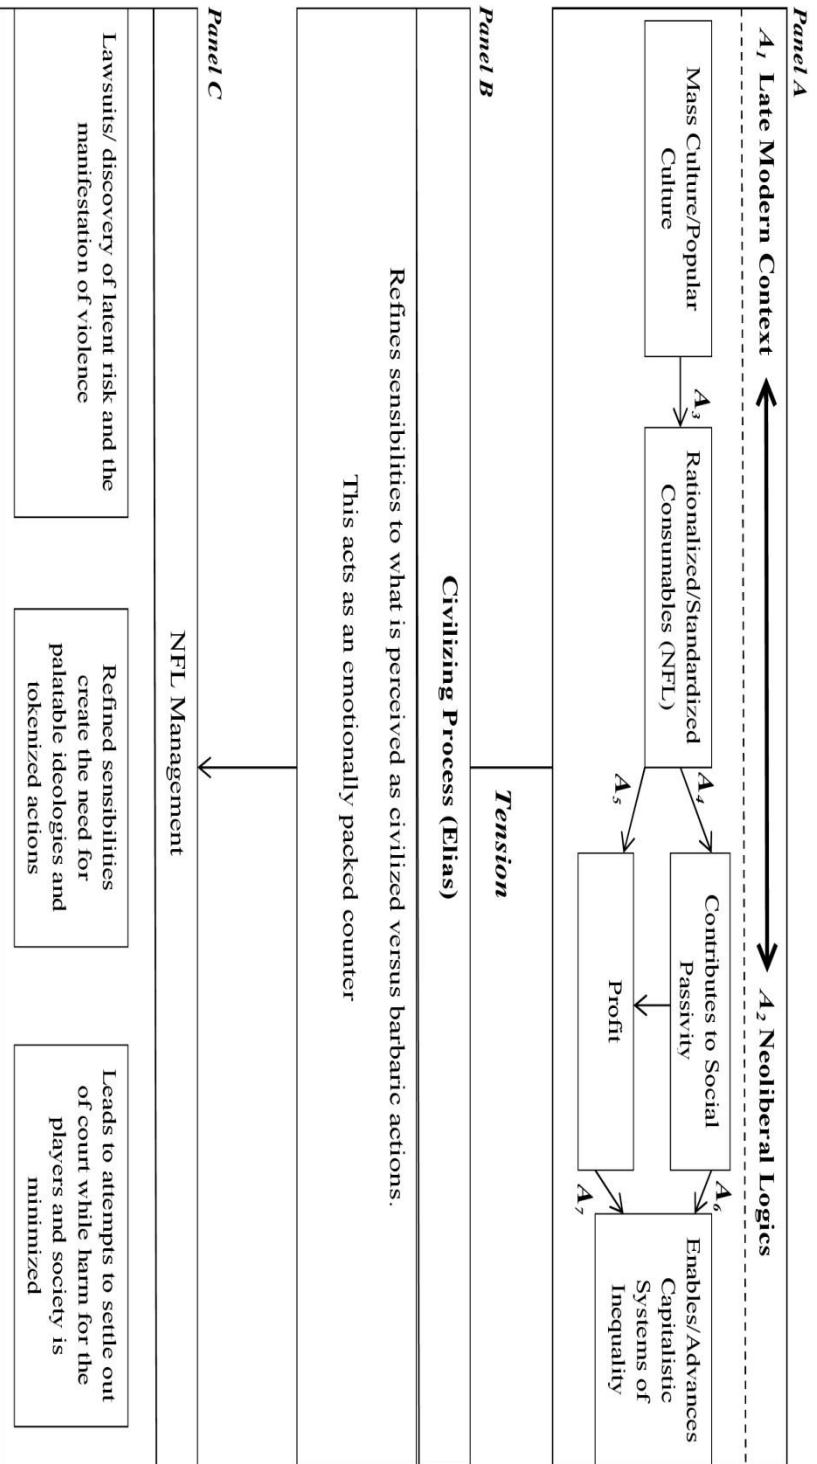 Panel A
A₁ Late Modern Context
A₂ Neoliberal Logics
Mass Culture/Popular
Culture
A₃
Rationalized/Standardized
Consumables (NFL)
A₄
A₅
Contributes to Social
Passivity
Profit
A₆
A₇
Enables/Advances
Capitalistic
Systems of
Inequality
Tension
Panel B
Civilizing Process (Elias)
Refines sensibilities to what is perceived as civilized versus barbaric actions.
This acts as an emotionally packed counter
Panel C
NFL Management
Lawsuits/ discovery of latent risk and the
manifestation of violence
Refined sensibilities
create the need for
palatable ideologies and
tokenized actions
Leads to attempts to settle out
of court while harm for the
players and society is
minimized